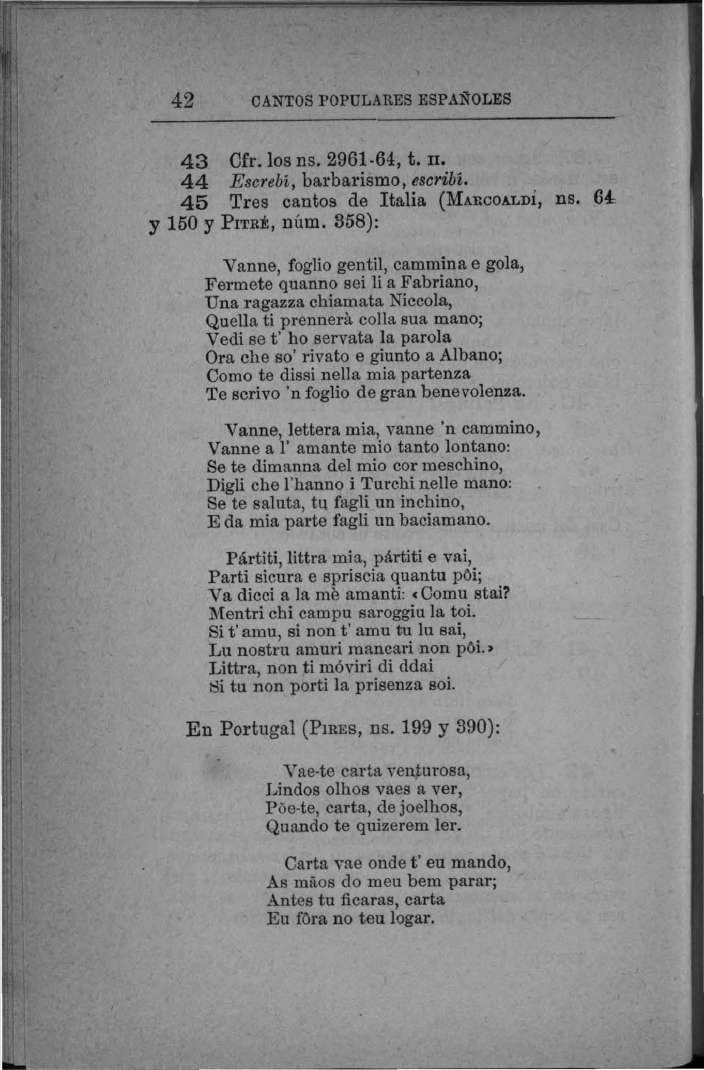 42 CANTOS POPULARES ESPAÑOLES
43 Cfr. los ns. 2961-64, t. II.
44 Escrebí, barbarismo, escribí.
45 Tres cantos de Italia (MARCOALDI, ns. 64
y 150 y PITRÉ, núm. 358):
Vanne, foglio gentil, cammina e gola,
Fermete quanno sei li a Fabriano,
Una ragazza chiamata Niccola,
Quella ti prennerà colla sua mano;
Vedi se t' ho servata la parola
Ora che so' rivato e giunto a Albano;
Como te dissi nella mia partenza
Te scrivo 'n foglio de gran benevolenza.
Vanne, lettera mia, vanne 'n cammino,
Vanne a l' amante mio tanto lontano:
Se te dimanna del mio cor meschino,
Digli che l'hanno i Turchi nelle mano:
Se te saluta, tu fagli un inchino,
E da mia parte fagli un baciamano.
Pártiti, littra mia, pártiti e vai,
Parti sicura e spriscia quantu pôi;
Va dicci a la mè amanti: «Comu stai?
Mentri chi campu saroggiu la toi.
Si t' amu, si non t' amu tu lu sai,
Lu nostru amuri mancari non pôi.»
Littra, non ti móviri di ddai
Si tu non porti la prisenza soi.
En Portugal (PIRES, ns. 199 y 390):
Vae-te carta venturosa,
Lindos olhos vaes a ver,
Põe-te, carta, de joelhos,
Quando te quizerem ler.
Carta vae onde t' eu mando,
As mãos do meu bem parar;
Antes tu ficaras, carta
Eu fôra no teu logar.